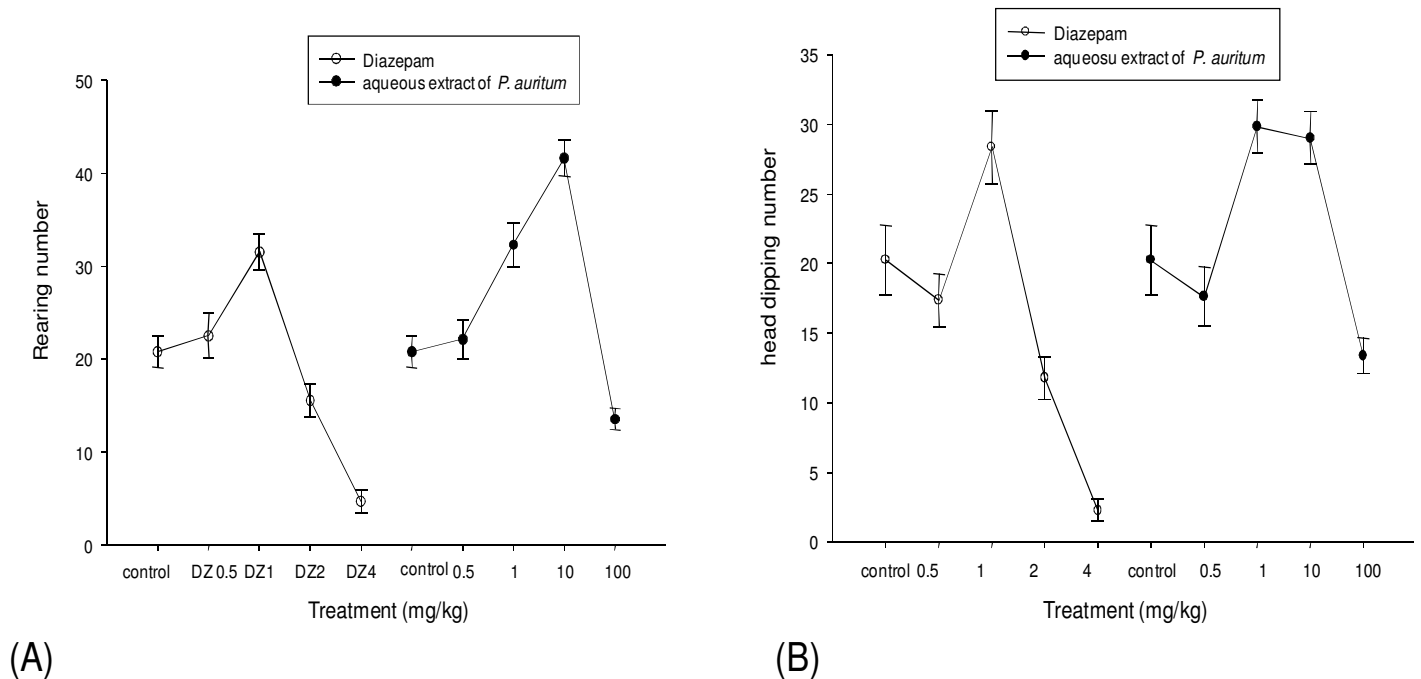 Diazepam
aqueous extract of P. auritum
50
40
30
20
10
0
Rearing number
control DZ 0.5 DZ1 DZ2 DZ4 control 0.5 1 10 100
Treatment (mg/kg)
(A)
Diazepam
aqueosu extract of P. auritum
35
30
25
20
15
10
5
0
head dipping number
control 0.5 1 2 4 control 0.5 1 10 100
Treatment (mg/kg)
(B)